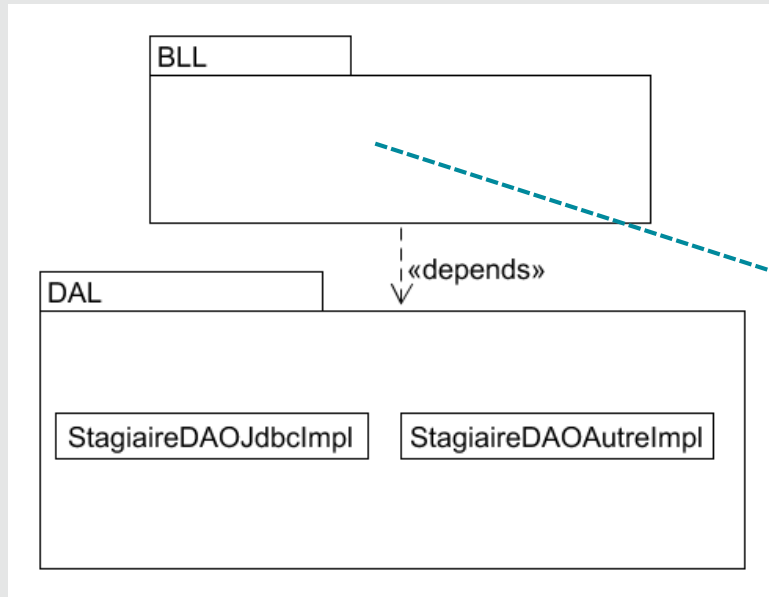 BLL
«depends»
DAL
StagiaireDAOJdbcImpl
StagiaireDAOAutreImpl